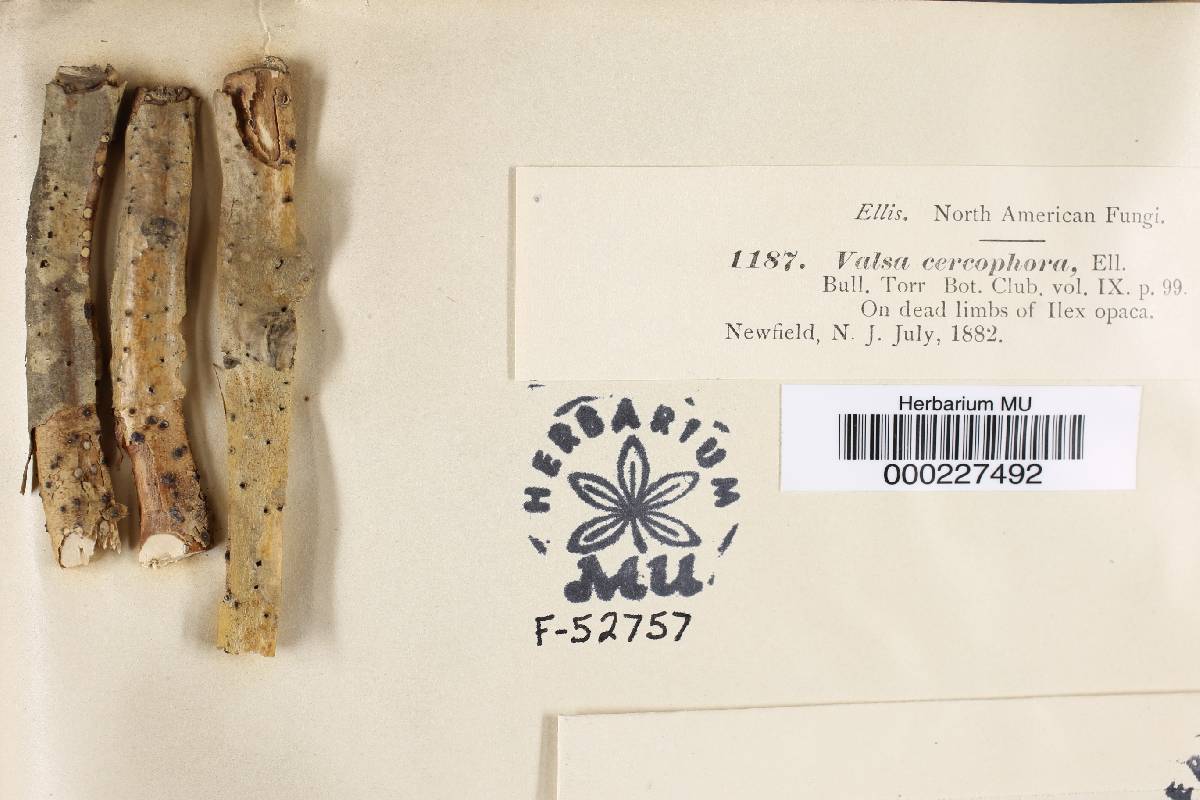 Ellis. North American Fungi.
1187. Valsa cercophora, Ell.
Bull. Torr Bot. Club, vol. IX. p. 99.
On dead limbs of Ilex opaca.
Newfield, N. J. July, 1882.
Herbarium MU
000227492
HERBARIUM
MU.
F-52757